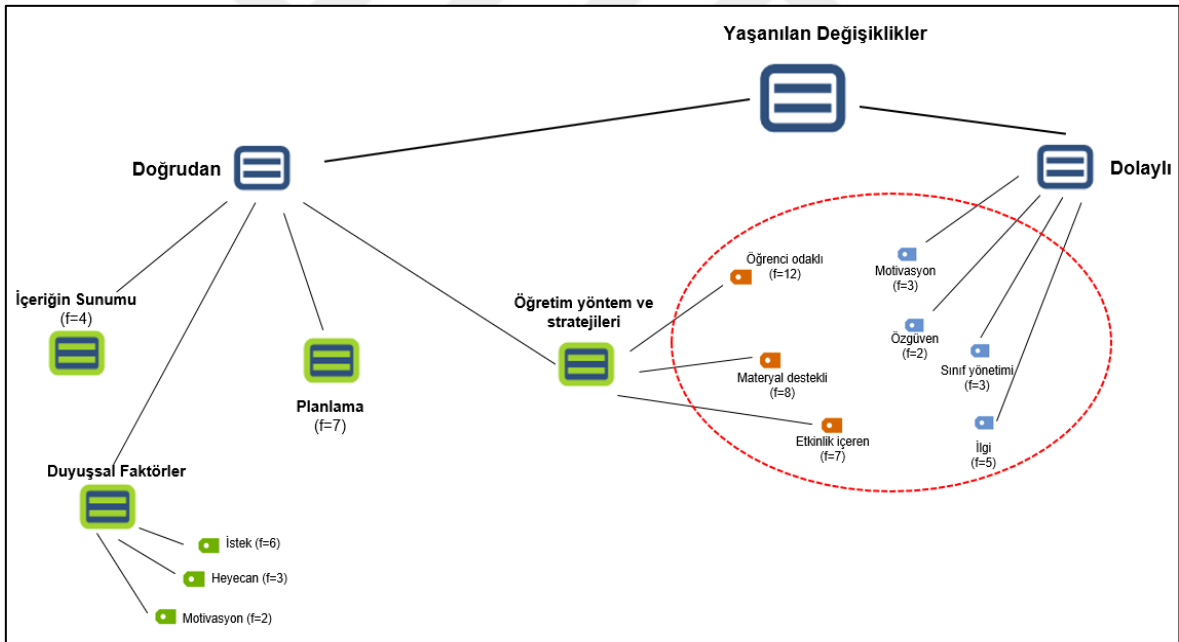 Yaşanılan Değişiklikler
Doğrudan
Dolaylı
İçeriğin Sunumu
(f=4)
Planlama
(f=7)
Duyuşsal Faktörler
İstek (f=6)
Heyecan (f=3)
Motivasyon (f=2)
Öğretim yöntem ve
stratejileri
Öğrenci odaklı
(f=12)
Materyal destekli
(f=8)
Etkinlik içeren
(f=7)
Motivasyon
(f=3)
Özgüven
(f=2)
Sınıf yönetimi
(f=3)
İlgi
(f=5)